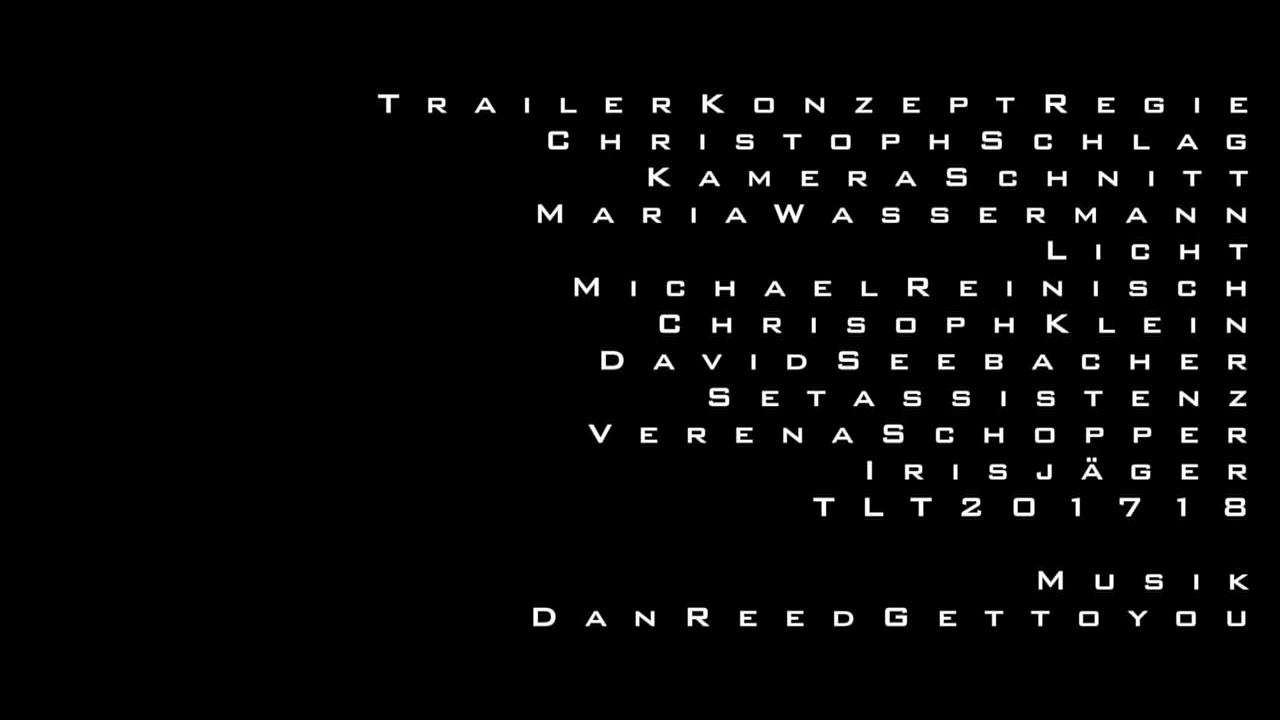 TrailerKonzeptRegie
ChristophSchlag
KameraSchnitt
MariaWassermann
Licht
MichaelReinisch
ChrisophKlein
DavidSeebacher
Setassistenz
VerenaSchopper
Irisjäger
TLT201718
Musik
DanReedGettoyou